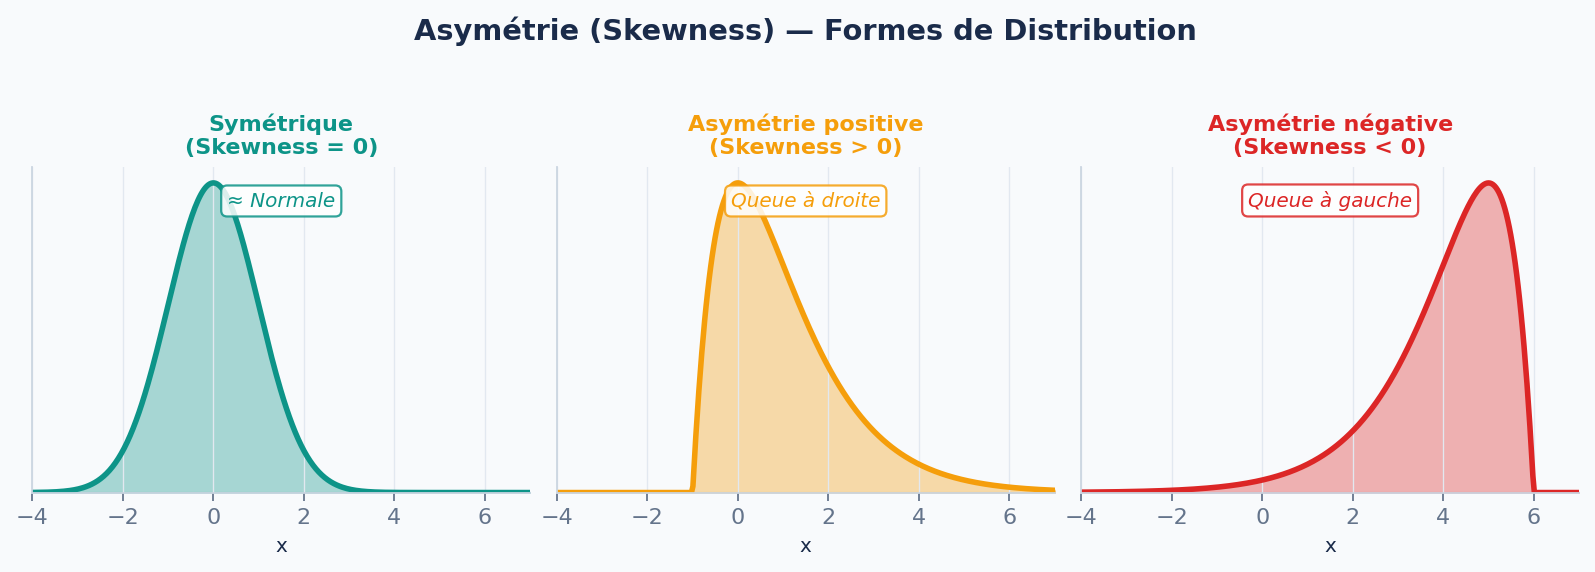 Asymétrie (Skewness) — Formes de Distribution
Symétrique
(Skewness = 0)
≈ Normale
−4 −2 0 2 4 6
x
Asymétrie positive
(Skewness > 0)
Queue à droite
−4 −2 0 2 4 6
x
Asymétrie négative
(Skewness < 0)
Queue à gauche
−4 −2 0 2 4 6
x